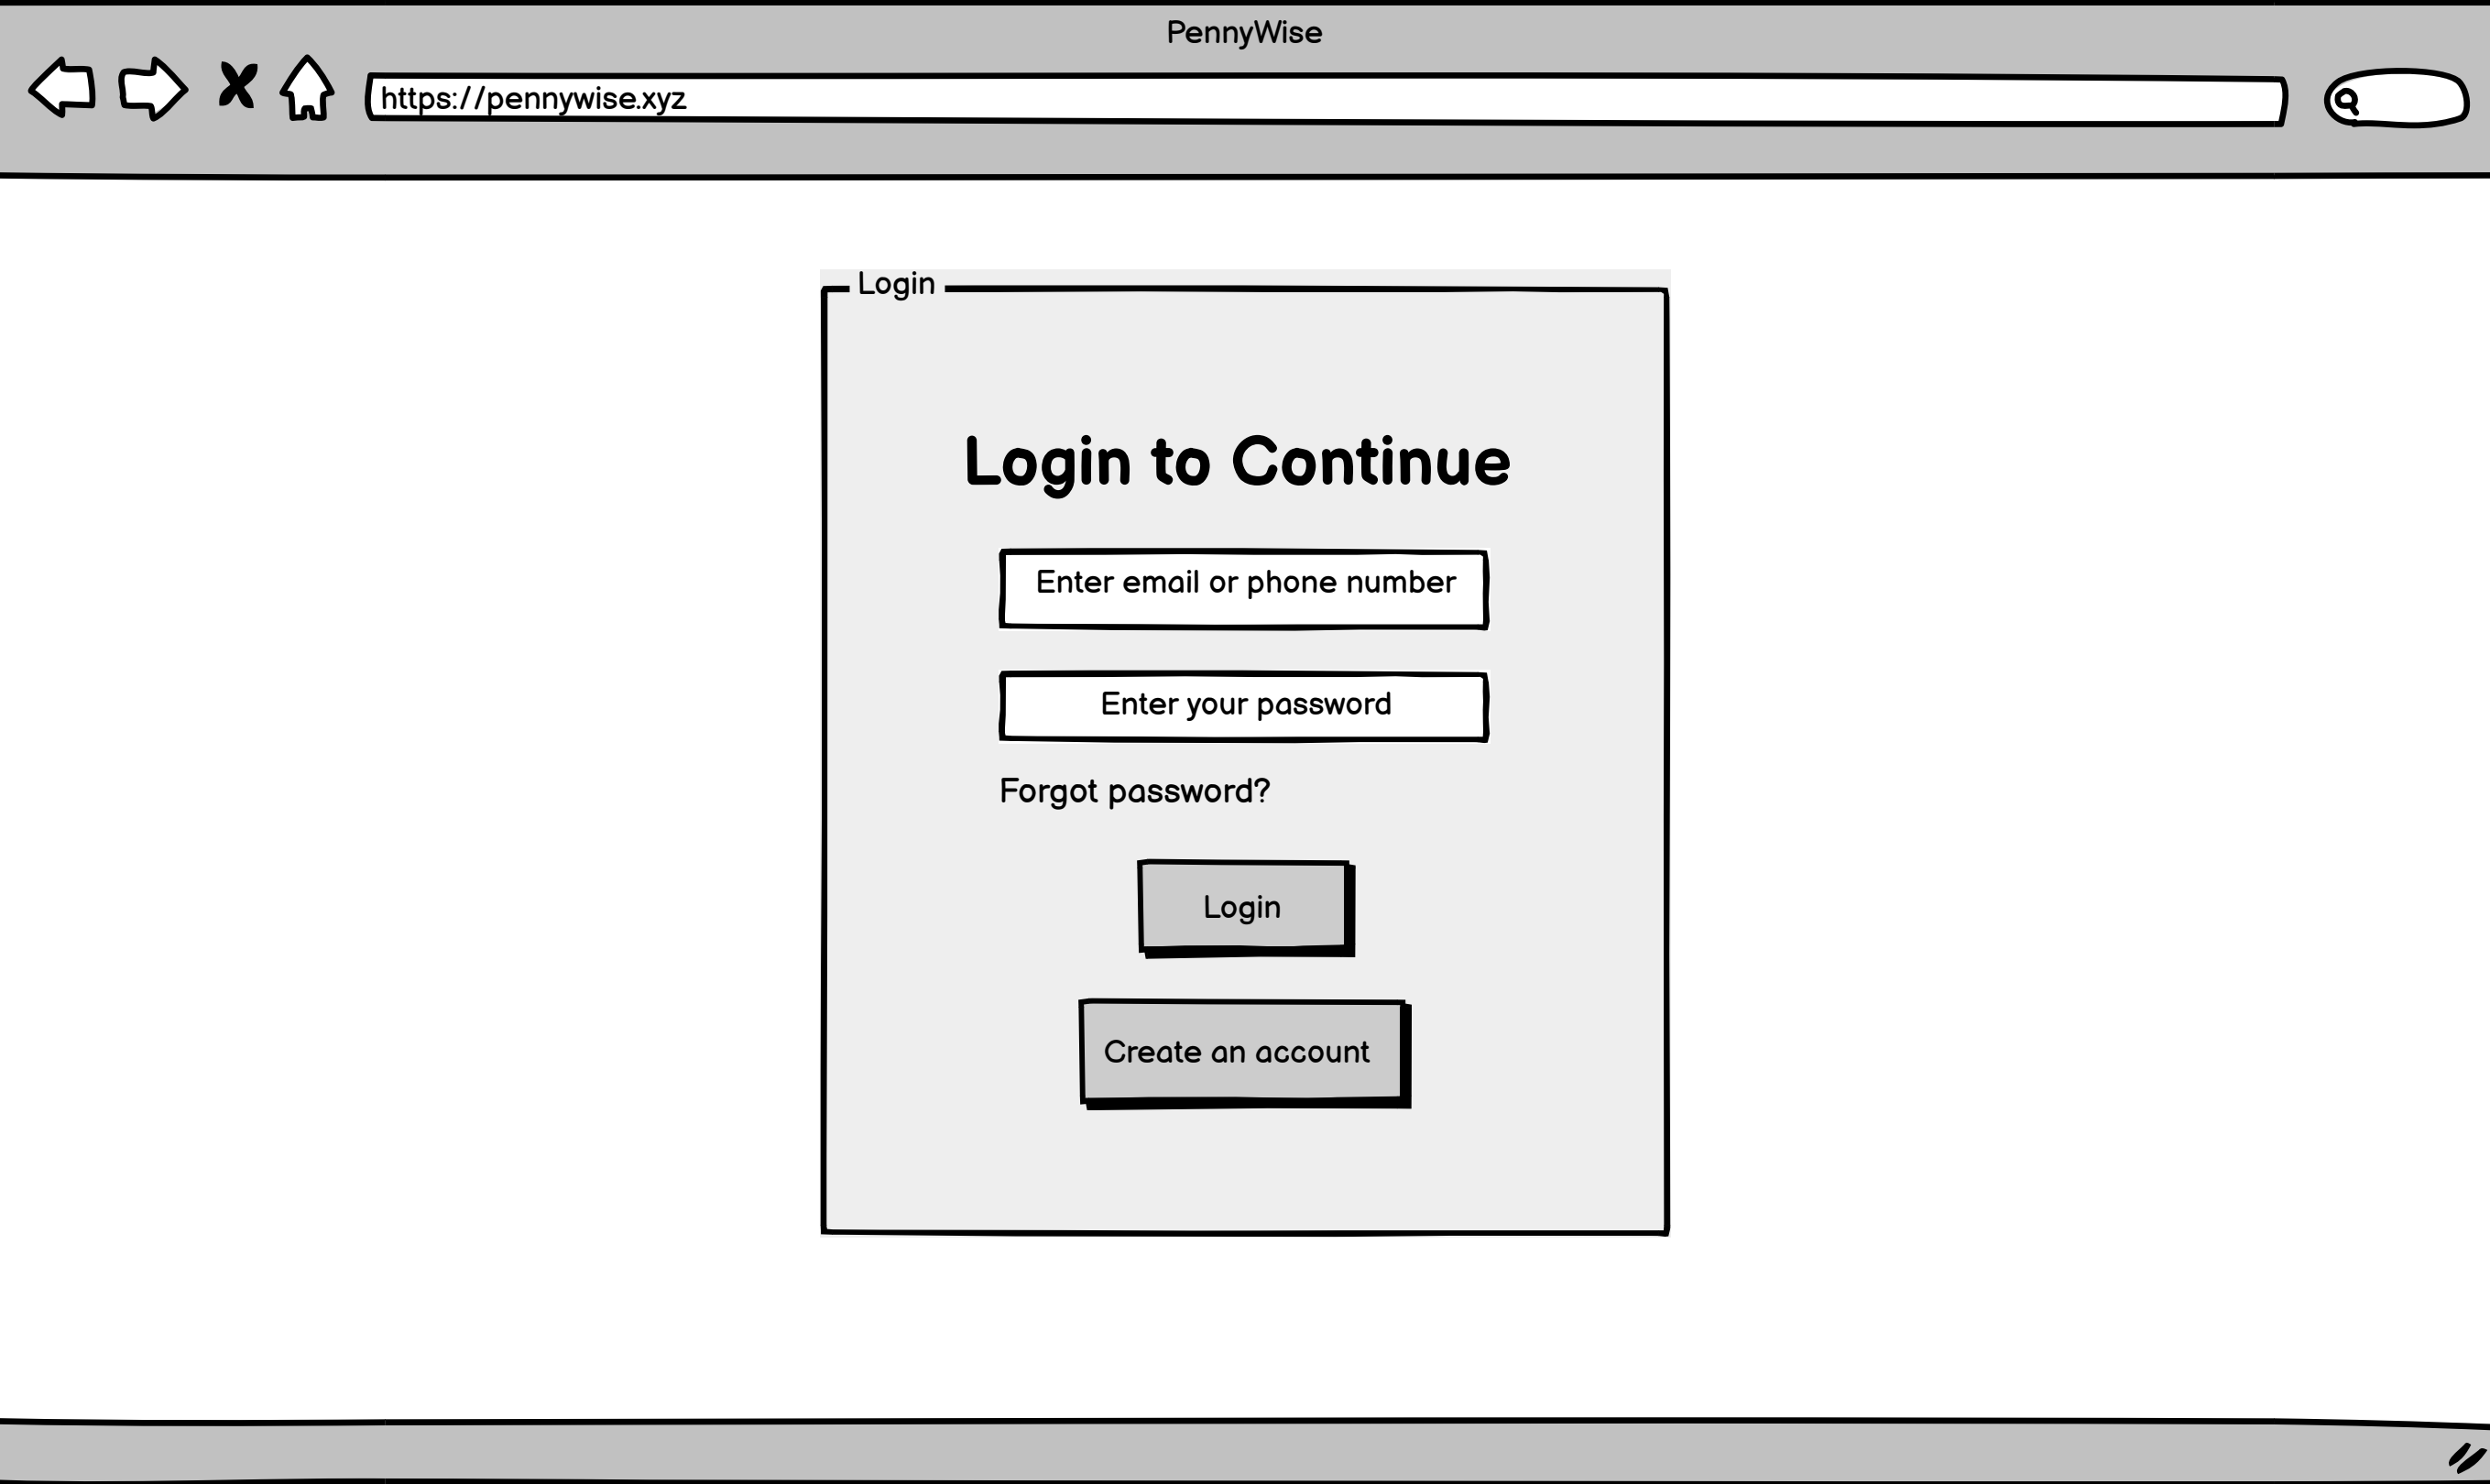 PennyWise
https://pennywise.xyz
Login
Login to Continue
Enter email or phone number
Enter your password
Forgot password?
Login
Create an account